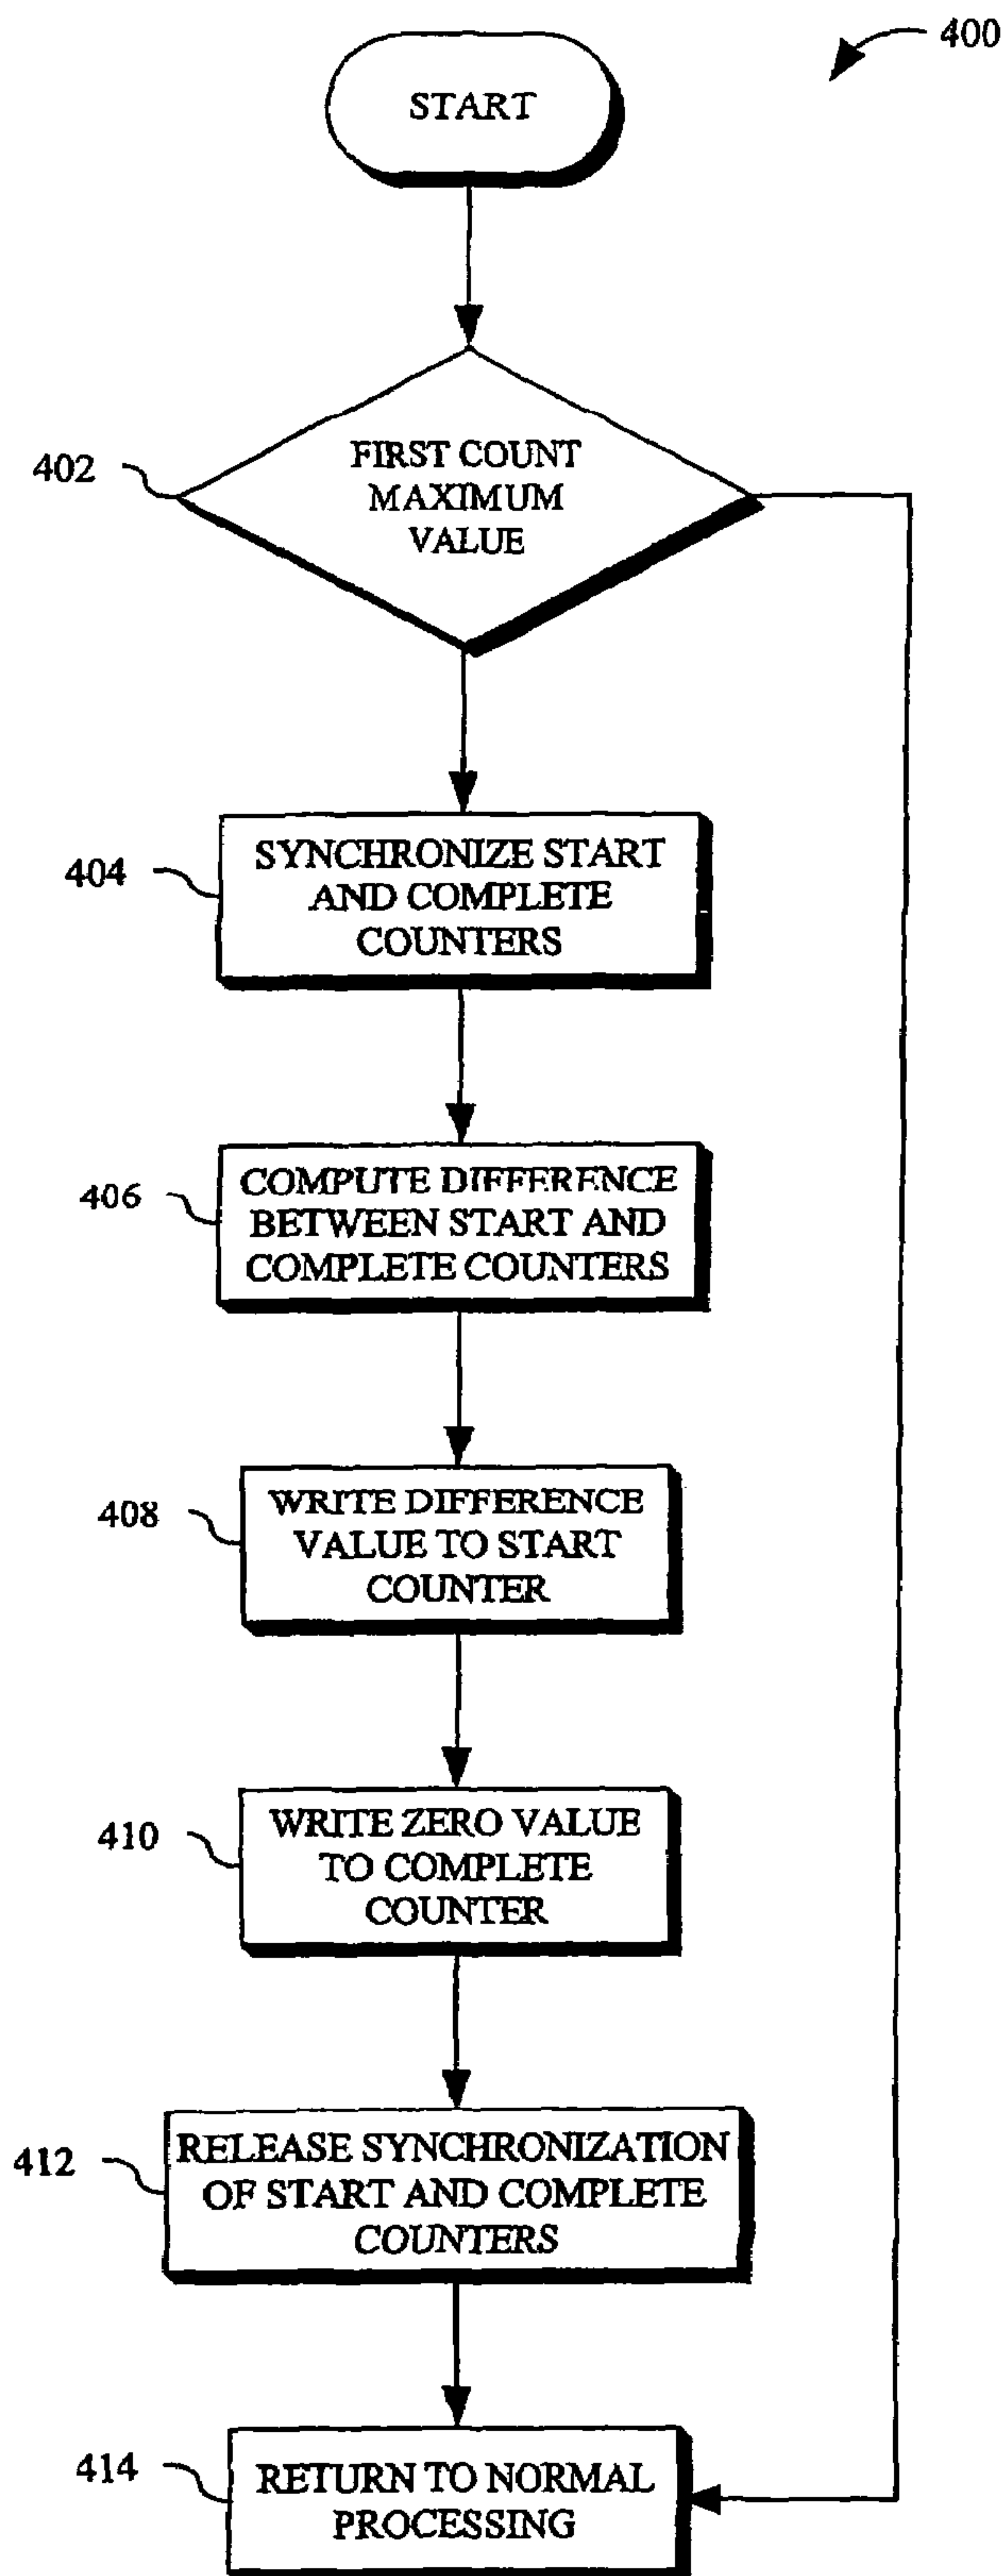 400
START
402
FIRST COUNT
MAXIMUM
VALUE
404
SYNCHRONIZE START
AND COMPLETE
COUNTERS
406
COMPUTE DIFFERENCE
BETWEEN START AND
COMPLETE COUNTERS
408
WRITE DIFFERENCE
VALUE TO START
COUNTER
410
WRITE ZERO VALUE
TO COMPLETE
COUNTER
412
RELEASE SYNCHRONIZATION
OF START AND COMPLETE
COUNTERS
414
RETURN TO NORMAL
PROCESSING